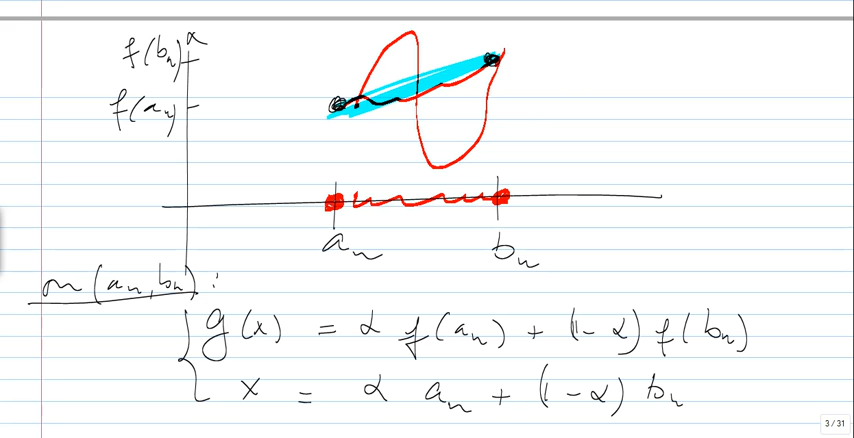 f(bₙ)
f(aₙ)
aₙ bₙ
on (aₙ, bₙ) :
g(x) = α f(aₙ) + (1-α) f(bₙ)
x = α aₙ + (1-α) bₙ
3 / 31